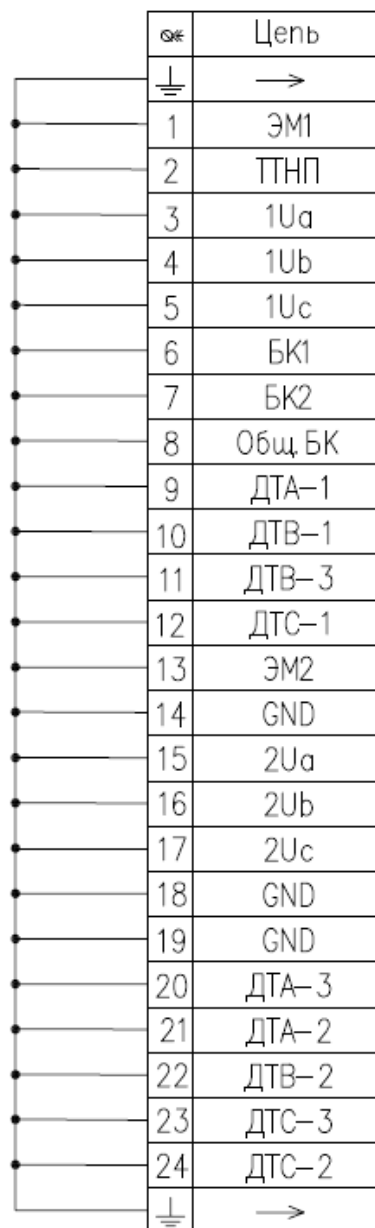 Цепь
1 ЭМ1
2 ТТНП
3 1Ua
4 1Ub
5 1Uc
6 БК1
7 БК2
8 Общ. БК
9 ДТА-1
10 ДТВ-1
11 ДТВ-3
12 ДТС-1
13 ЭМ2
14 GND
15 2Ua
16 2Ub
17 2Uc
18 GND
19 GND
20 ДТА-3
21 ДТА-2
22 ДТВ-2
23 ДТС-3
24 ДТС-2